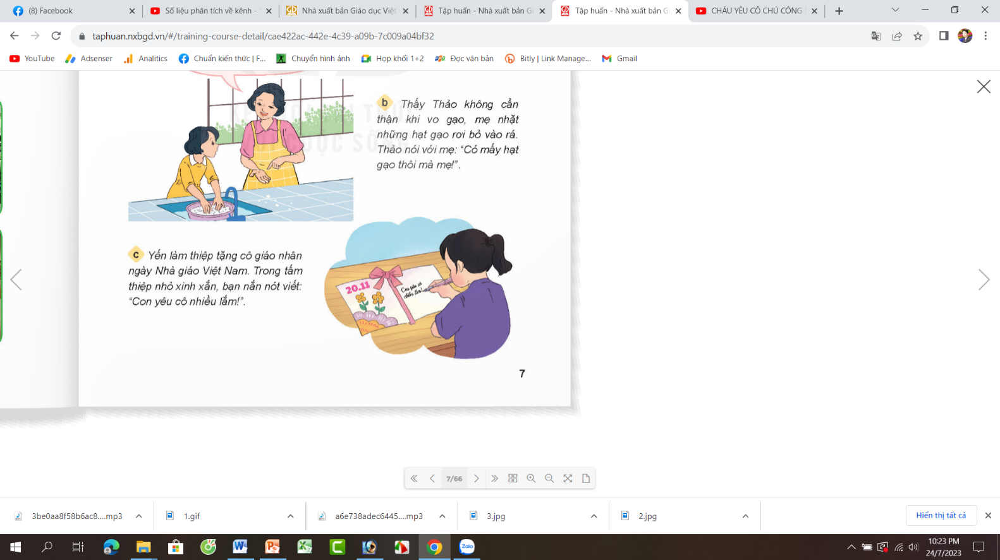 (8) Facebook
Số liệu phân tích về kênh -
Nhà xuất bản Giáo dục Việt
Tập huấn - Nhà xuất bản Gi
Tập huấn - Nhà xuất bản Gi
CHÁU YÊU CÔ CHÚ CÔNG
taphuan.nxbgd.vn/#/training-course-detail/cae422ac-442e-4c39-a09b-7c009a04bf32
YouTube
Adsenser
Analitics
Chuẩn kiến thức | F...
Chuyển hình ảnh
Họp khối 1+2
Đọc văn bản
Bitly | Link Manage...
Gmail
b Thấy Thảo không cẩn
thận khi vo gạo, mẹ nhặt
những hạt gạo rơi bỏ vào rá.
Thảo nói với mẹ: “Có mấy hạt
gạo thôi mà mẹ!”.
c Yến làm thiệp tặng cô giáo nhân
ngày Nhà giáo Việt Nam. Trong tấm
thiệp nhỏ xinh xắn, bạn nắn nót viết:
“Con yêu cô nhiều lắm!”.
20.11
Con yêu cô
nhiều lắm!
7
7/66
3be0aa8f58b6ac8....mp3
1.gif
a6e738adec6445....mp3
3.jpg
2.jpg
Hiển thị tất cả
Zalo
10:23 PM
24/7/2023